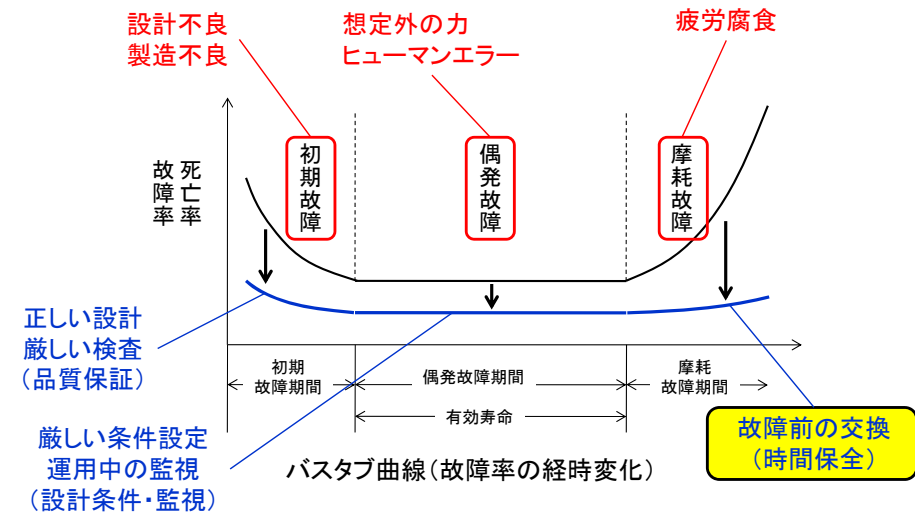 設計不良
製造不良
想定外の力
ヒューマンエラー
疲労腐食
死亡率
故障率
初期故障
偶発故障
摩耗故障
正しい設計
厳しい検査
（品質保証）
初期
故障期間
偶発故障期間
摩耗
故障期間
有効寿命
厳しい条件設定
運用中の監視
（設計条件・監視）
バスタブ曲線（故障率の経時変化）
故障前の交換
（時間保全）